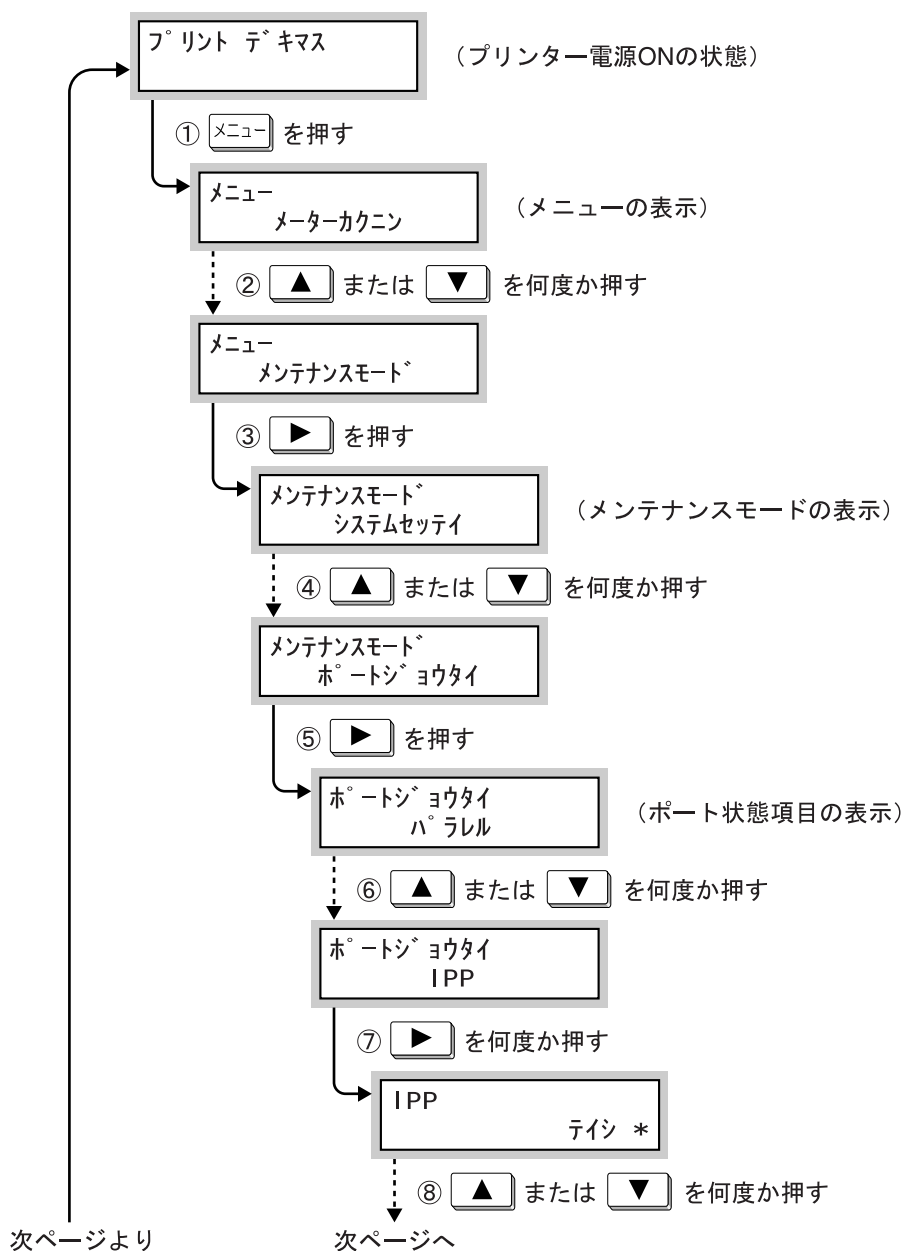 プリント デキマス
（プリンター電源ONの状態）
① メニュー を押す
メニュー
メーターカクニン
（メニューの表示）
② ▲ または ▼ を何度か押す
メニュー
メンテナンスモード
③ ▶ を押す
メンテナンスモード
システムセッテイ
（メンテナンスモードの表示）
④ ▲ または ▼ を何度か押す
メンテナンスモード
ポートジョウタイ
⑤ ▶ を押す
ポートジョウタイ
パラレル
（ポート状態項目の表示）
⑥ ▲ または ▼ を何度か押す
ポートジョウタイ
IPP
⑦ ▶ を何度か押す
IPP
テイシ ＊
⑧ ▲ または ▼ を何度か押す
次ページより
次ページへ